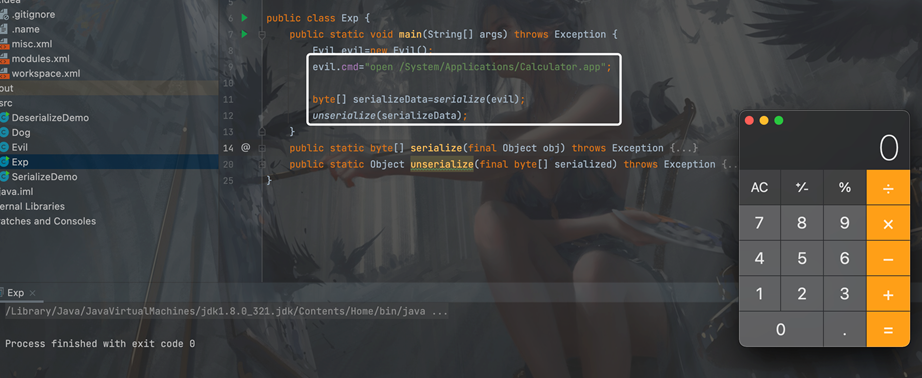 .idea
.gitignore
.name
misc.xml
modules.xml
workspace.xml
out
src
DeserializeDemo
Dog
Evil
Exp
SerializeDemo
java.iml
ernal Libraries
ratches and Consoles
6 public class Exp {
7 public static void main(String[] args) throws Exception {
8 Evil evil=new Evil();
9 evil.cmd="open /System/Applications/Calculator.app";
10
11 byte[] serializeData=serialize(evil);
12 unserialize(serializeData);
13 }
14 @ public static byte[] serialize(final Object obj) throws Exception {...}
20 public static Object unserialize(final byte[] serialized) throws Exception {..
25 }
Exp ×
/Library/Java/JavaVirtualMachines/jdk1.8.0_321.jdk/Contents/Home/bin/java ...
Process finished with exit code 0
0
AC +⁄- % ÷
7 8 9 ×
4 5 6 −
1 2 3 +
0 . =